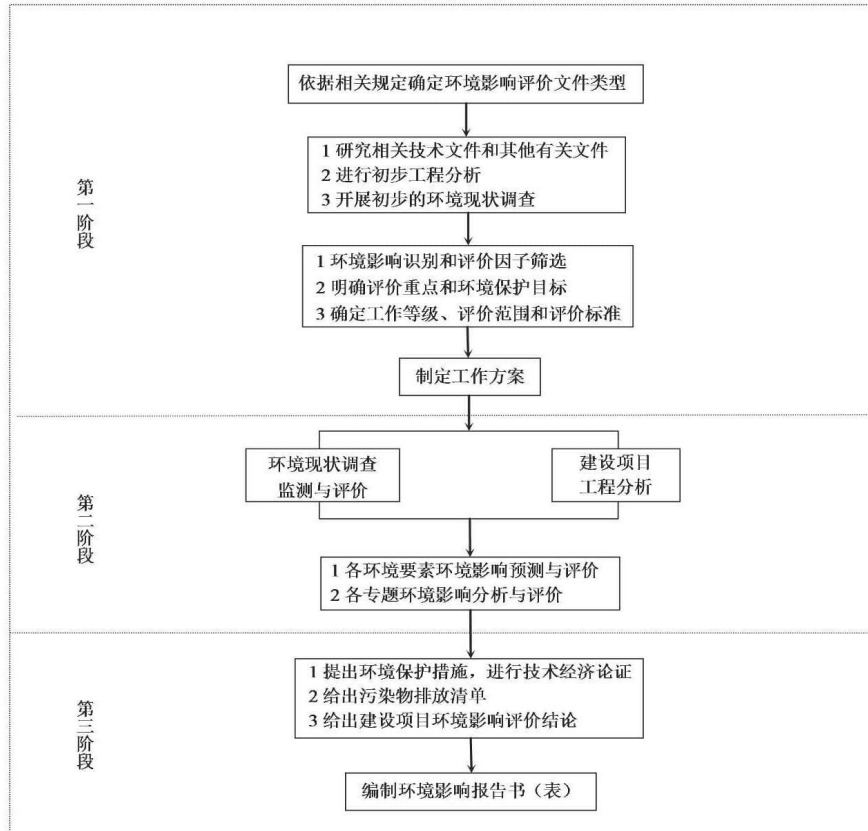 第一阶段
依据相关规定确定环境影响评价文件类型
1 研究相关技术文件和其他有关文件
2 进行初步工程分析
3 开展初步的环境现状调查
1 环境影响识别和评价因子筛选
2 明确评价重点和环境保护目标
3 确定工作等级、评价范围和评价标准
制定工作方案
第二阶段
环境现状调查
监测与评价
建设项目
工程分析
1 各环境要素环境影响预测与评价
2 各专题环境影响分析与评价
第三阶段
1 提出环境保护措施，进行技术经济论证
2 给出污染物排放清单
3 给出建设项目环境影响评价结论
编制环境影响报告书（表）